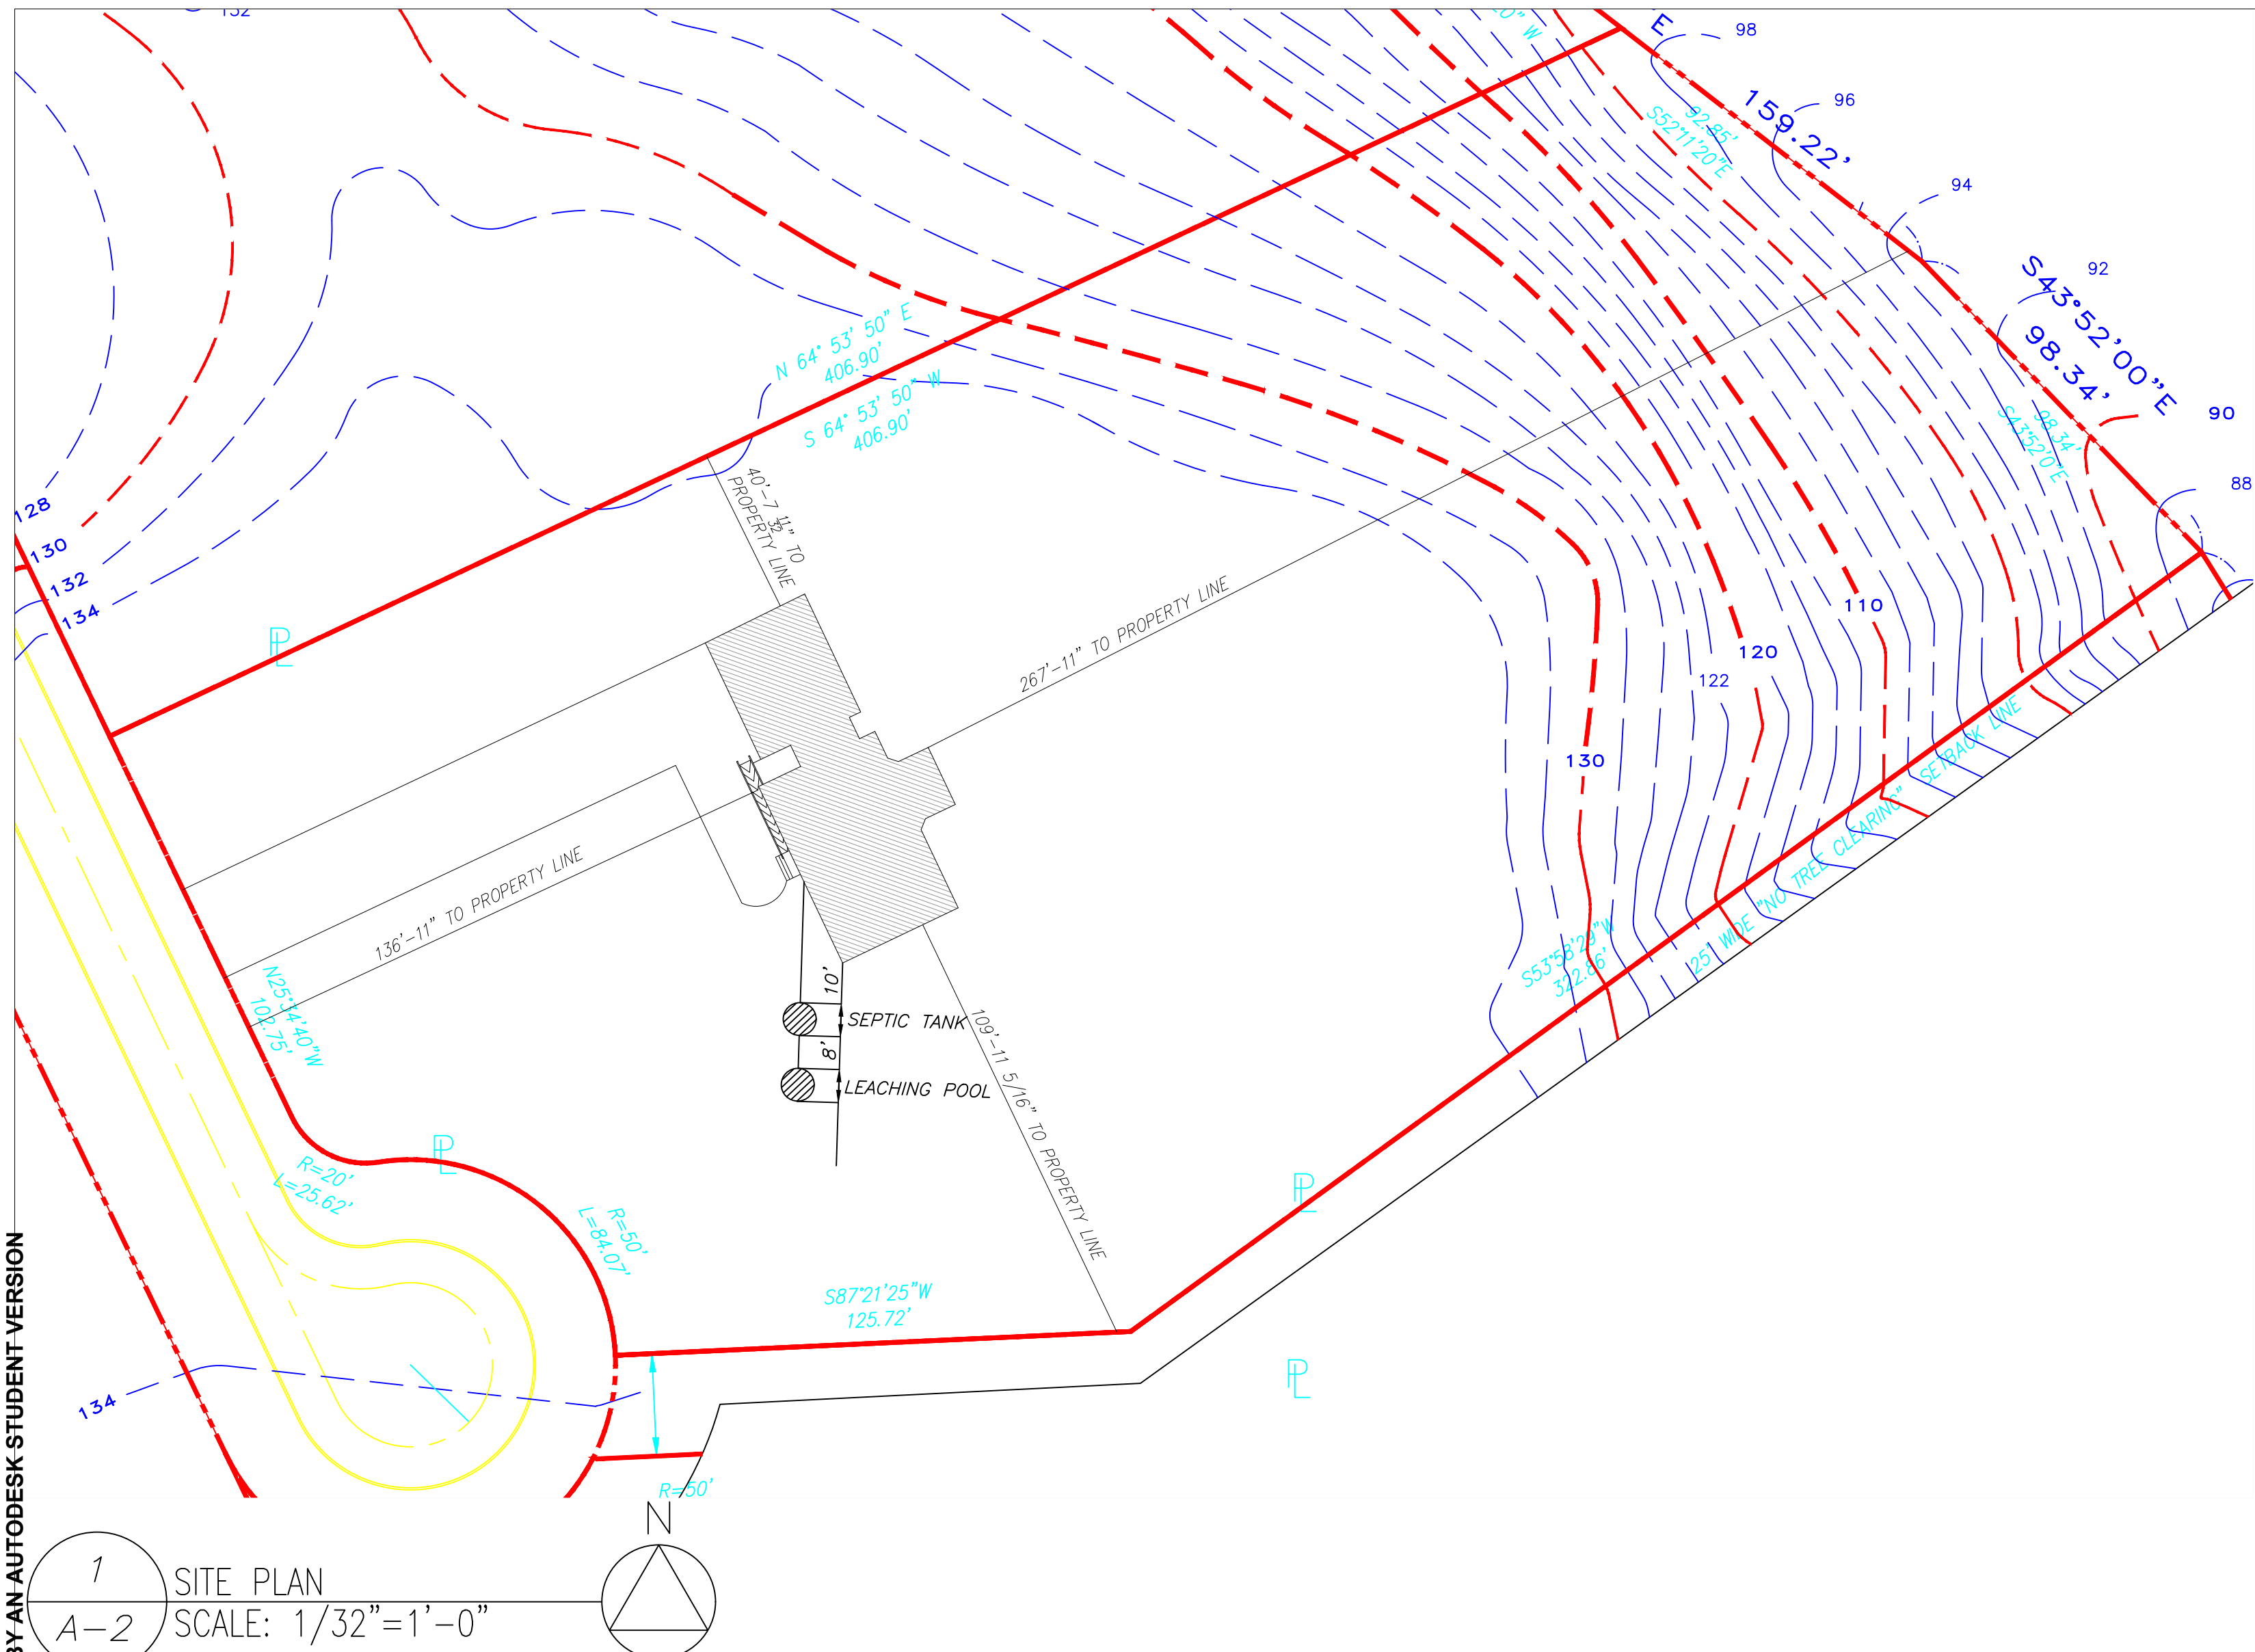 132
0" W
E
98
96
159.22'
92.85'
S52°11'20"E
94
92
S43°52'00"E
98.34'
98.34'
S43°52'0"E
90
88
N 64° 53' 50" E
406.90'
S 64° 53' 50" W
406.90'
128
130
132
134
40'-7 11/32" TO
PROPERTY LINE
PL
267'-11" TO PROPERTY LINE
110
120
122
130
136'-11" TO PROPERTY LINE
25' WIDE "NO TREE CLEARING" SETBACK LINE
S53°58'29"W
322.86'
N25°34'40"W
102.75'
10'
SEPTIC TANK
8'
LEACHING POOL
109'-11 5/16" TO PROPERTY LINE
PL
R=20'
L=25.62'
R=50'
L=84.07'
PL
S87°21'25"W
125.72'
PL
134
R=50'
BY AN AUTODESK STUDENT VERSION
N
1
A-2
SITE PLAN
SCALE: 1/32"=1'-0"